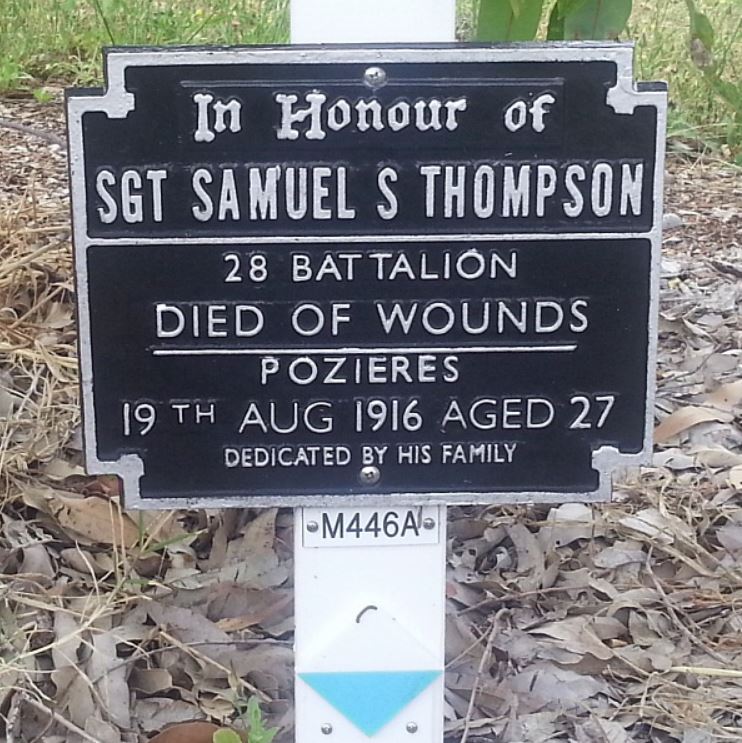 In Honour of
SGT SAMUEL S THOMPSON
28 BATTALION
DIED OF WOUNDS
POZIERES
19TH AUG 1916 AGED 27
DEDICATED BY HIS FAMILY
M446A